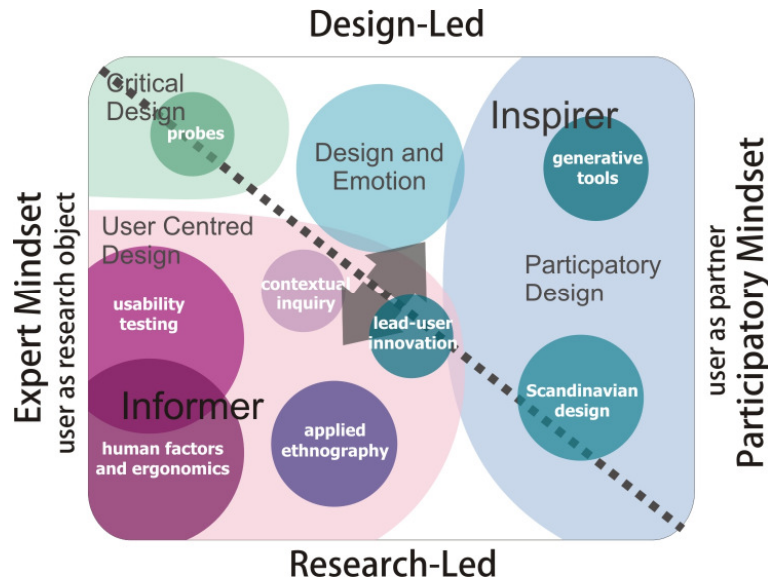 Design-Led
Critical
Design
probes
Inspirer
generative
tools
Design and
Emotion
Expert Mindset
user as research object
User Centred
Design
usability
testing
contextual
inquiry
lead-user
innovation
Particpatory
Design
user as partner
Participatory Mindset
Informer
human factors
and ergonomics
applied
ethnography
Scandinavian
design
Research-Led